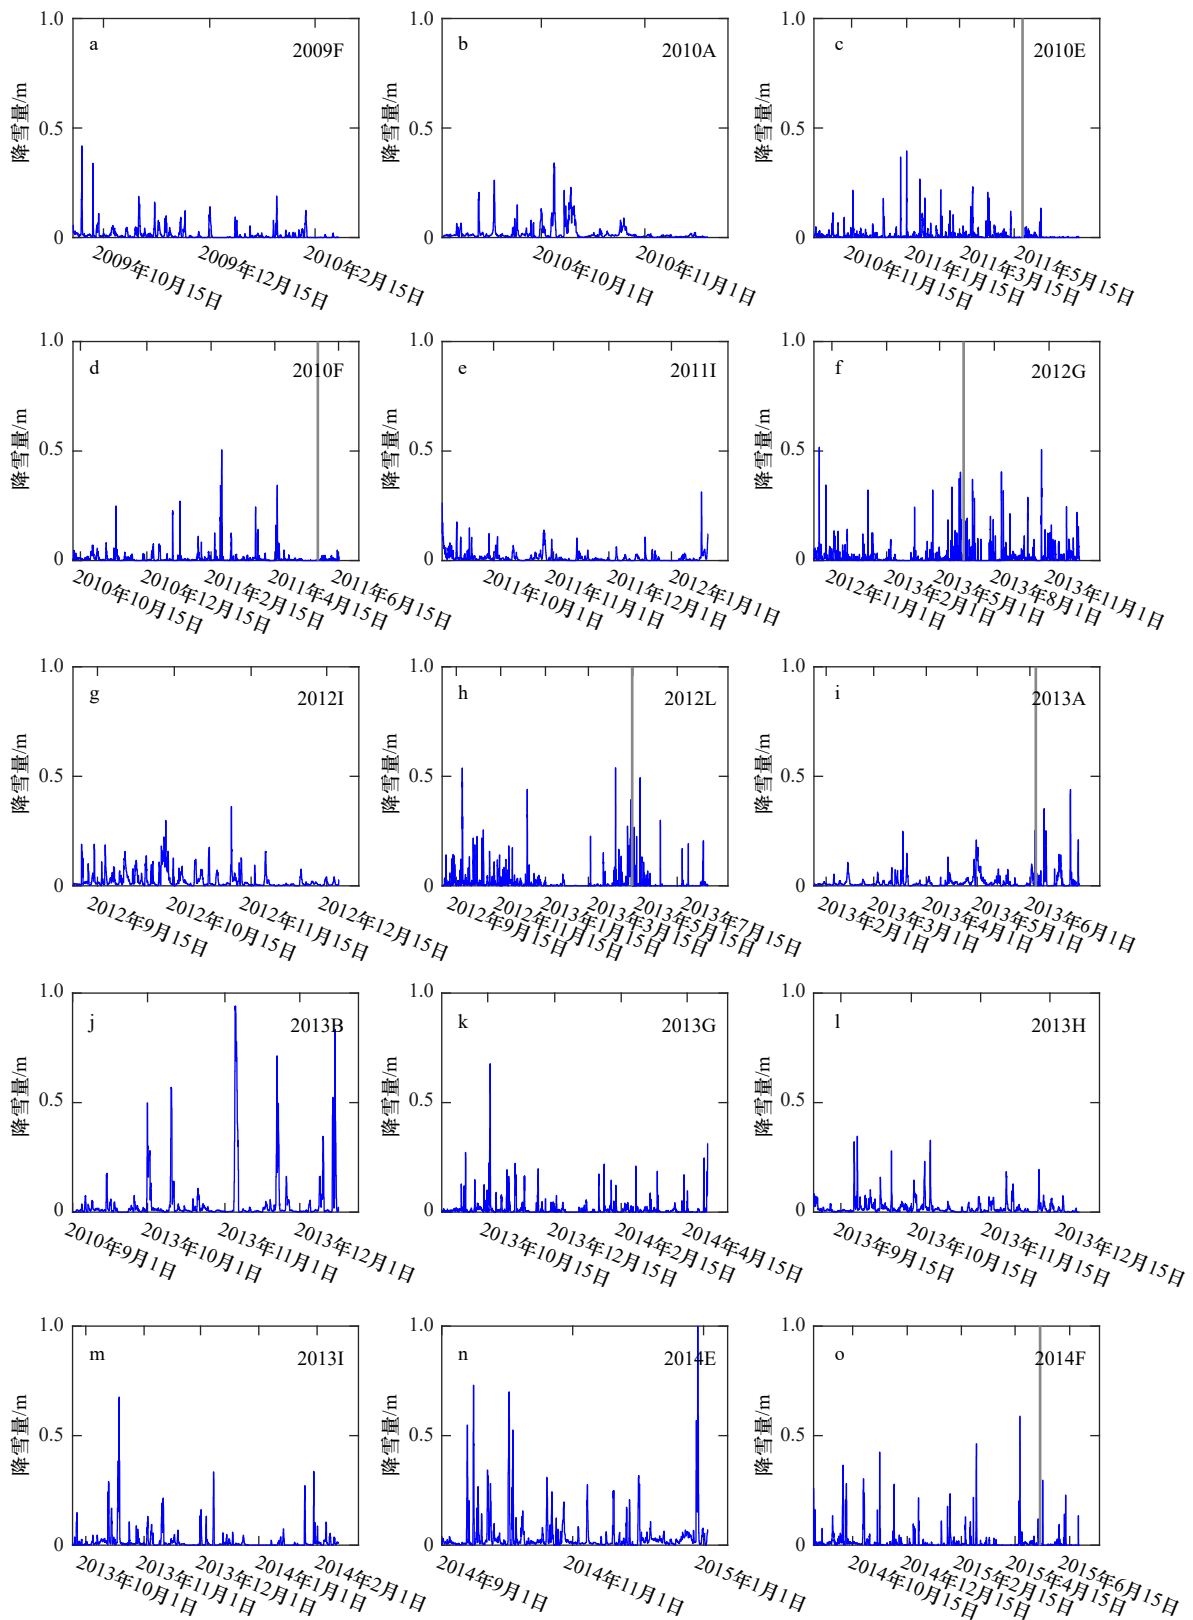 降雪量/m
1.0
0.5
0
a
2009F
2009年10月15日
2009年12月15日
2010年2月15日
1.0
0.5
0
b
2010A
2010年10月1日
2010年11月1日
降雪量/m
1.0
0.5
0
c
2010E
2010年11月15日
2011年1月15日
2011年3月15日
2011年5月15日
降雪量/m
1.0
0.5
0
d
2010F
2010年10月15日
2010年12月15日
2011年2月15日
2011年4月15日
2011年6月15日
降雪量/m
1.0
0.5
0
e
2011I
2011年10月1日
2011年11月1日
2011年12月1日
2012年1月1日
降雪量/m
1.0
0.5
0
f
2012G
2012年11月1日
2013年2月1日
2013年5月1日
2013年8月1日
2013年11月1日
降雪量/m
1.0
0.5
0
g
2012I
2012年9月15日
2012年10月15日
2012年11月15日
2012年12月15日
降雪量/m
1.0
0.5
0
h
2012L
2012年9月15日
2012年11月15日
2013年1月15日
2013年3月15日
2013年5月15日
2013年7月15日
降雪量/m
1.0
0.5
0
i
2013A
2013年2月1日
2013年3月1日
2013年4月1日
2013年5月1日
2013年6月1日
降雪量/m
1.0
0.5
0
j
2013B
2010年9月1日
2013年10月1日
2013年11月1日
2013年12月1日
降雪量/m
1.0
0.5
0
k
2013G
2013年10月15日
2013年12月15日
2014年2月15日
2014年4月15日
降雪量/m
1.0
0.5
0
l
2013H
2013年9月15日
2013年10月15日
2013年11月15日
2013年12月15日
降雪量/m
1.0
0.5
0
m
2013I
2013年10月1日
2013年11月1日
2013年12月1日
2014年1月1日
2014年2月1日
降雪量/m
1.0
0.5
0
n
2014E
2014年9月1日
2014年11月1日
2015年1月1日
降雪量/m
1.0
0.5
0
o
2014F
2014年10月15日
2014年12月15日
2015年2月15日
2015年4月15日
2015年6月15日
降雪量/m